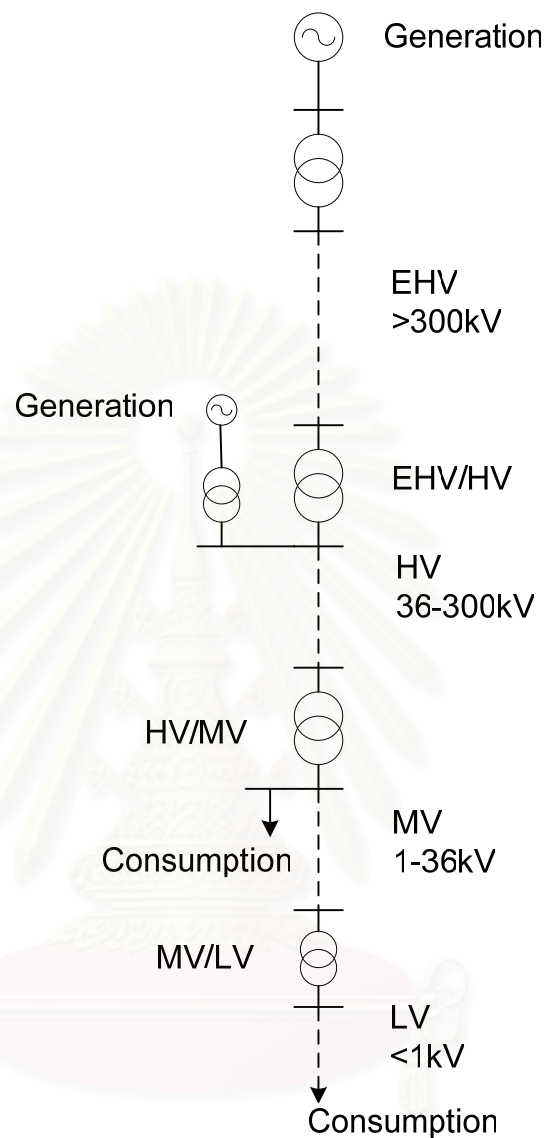 Generation
EHV
>300kV
Generation
EHV/HV
HV
36-300kV
HV/MV
MV
1-36kV
Consumption
MV/LV
LV
<1kV
Consumption